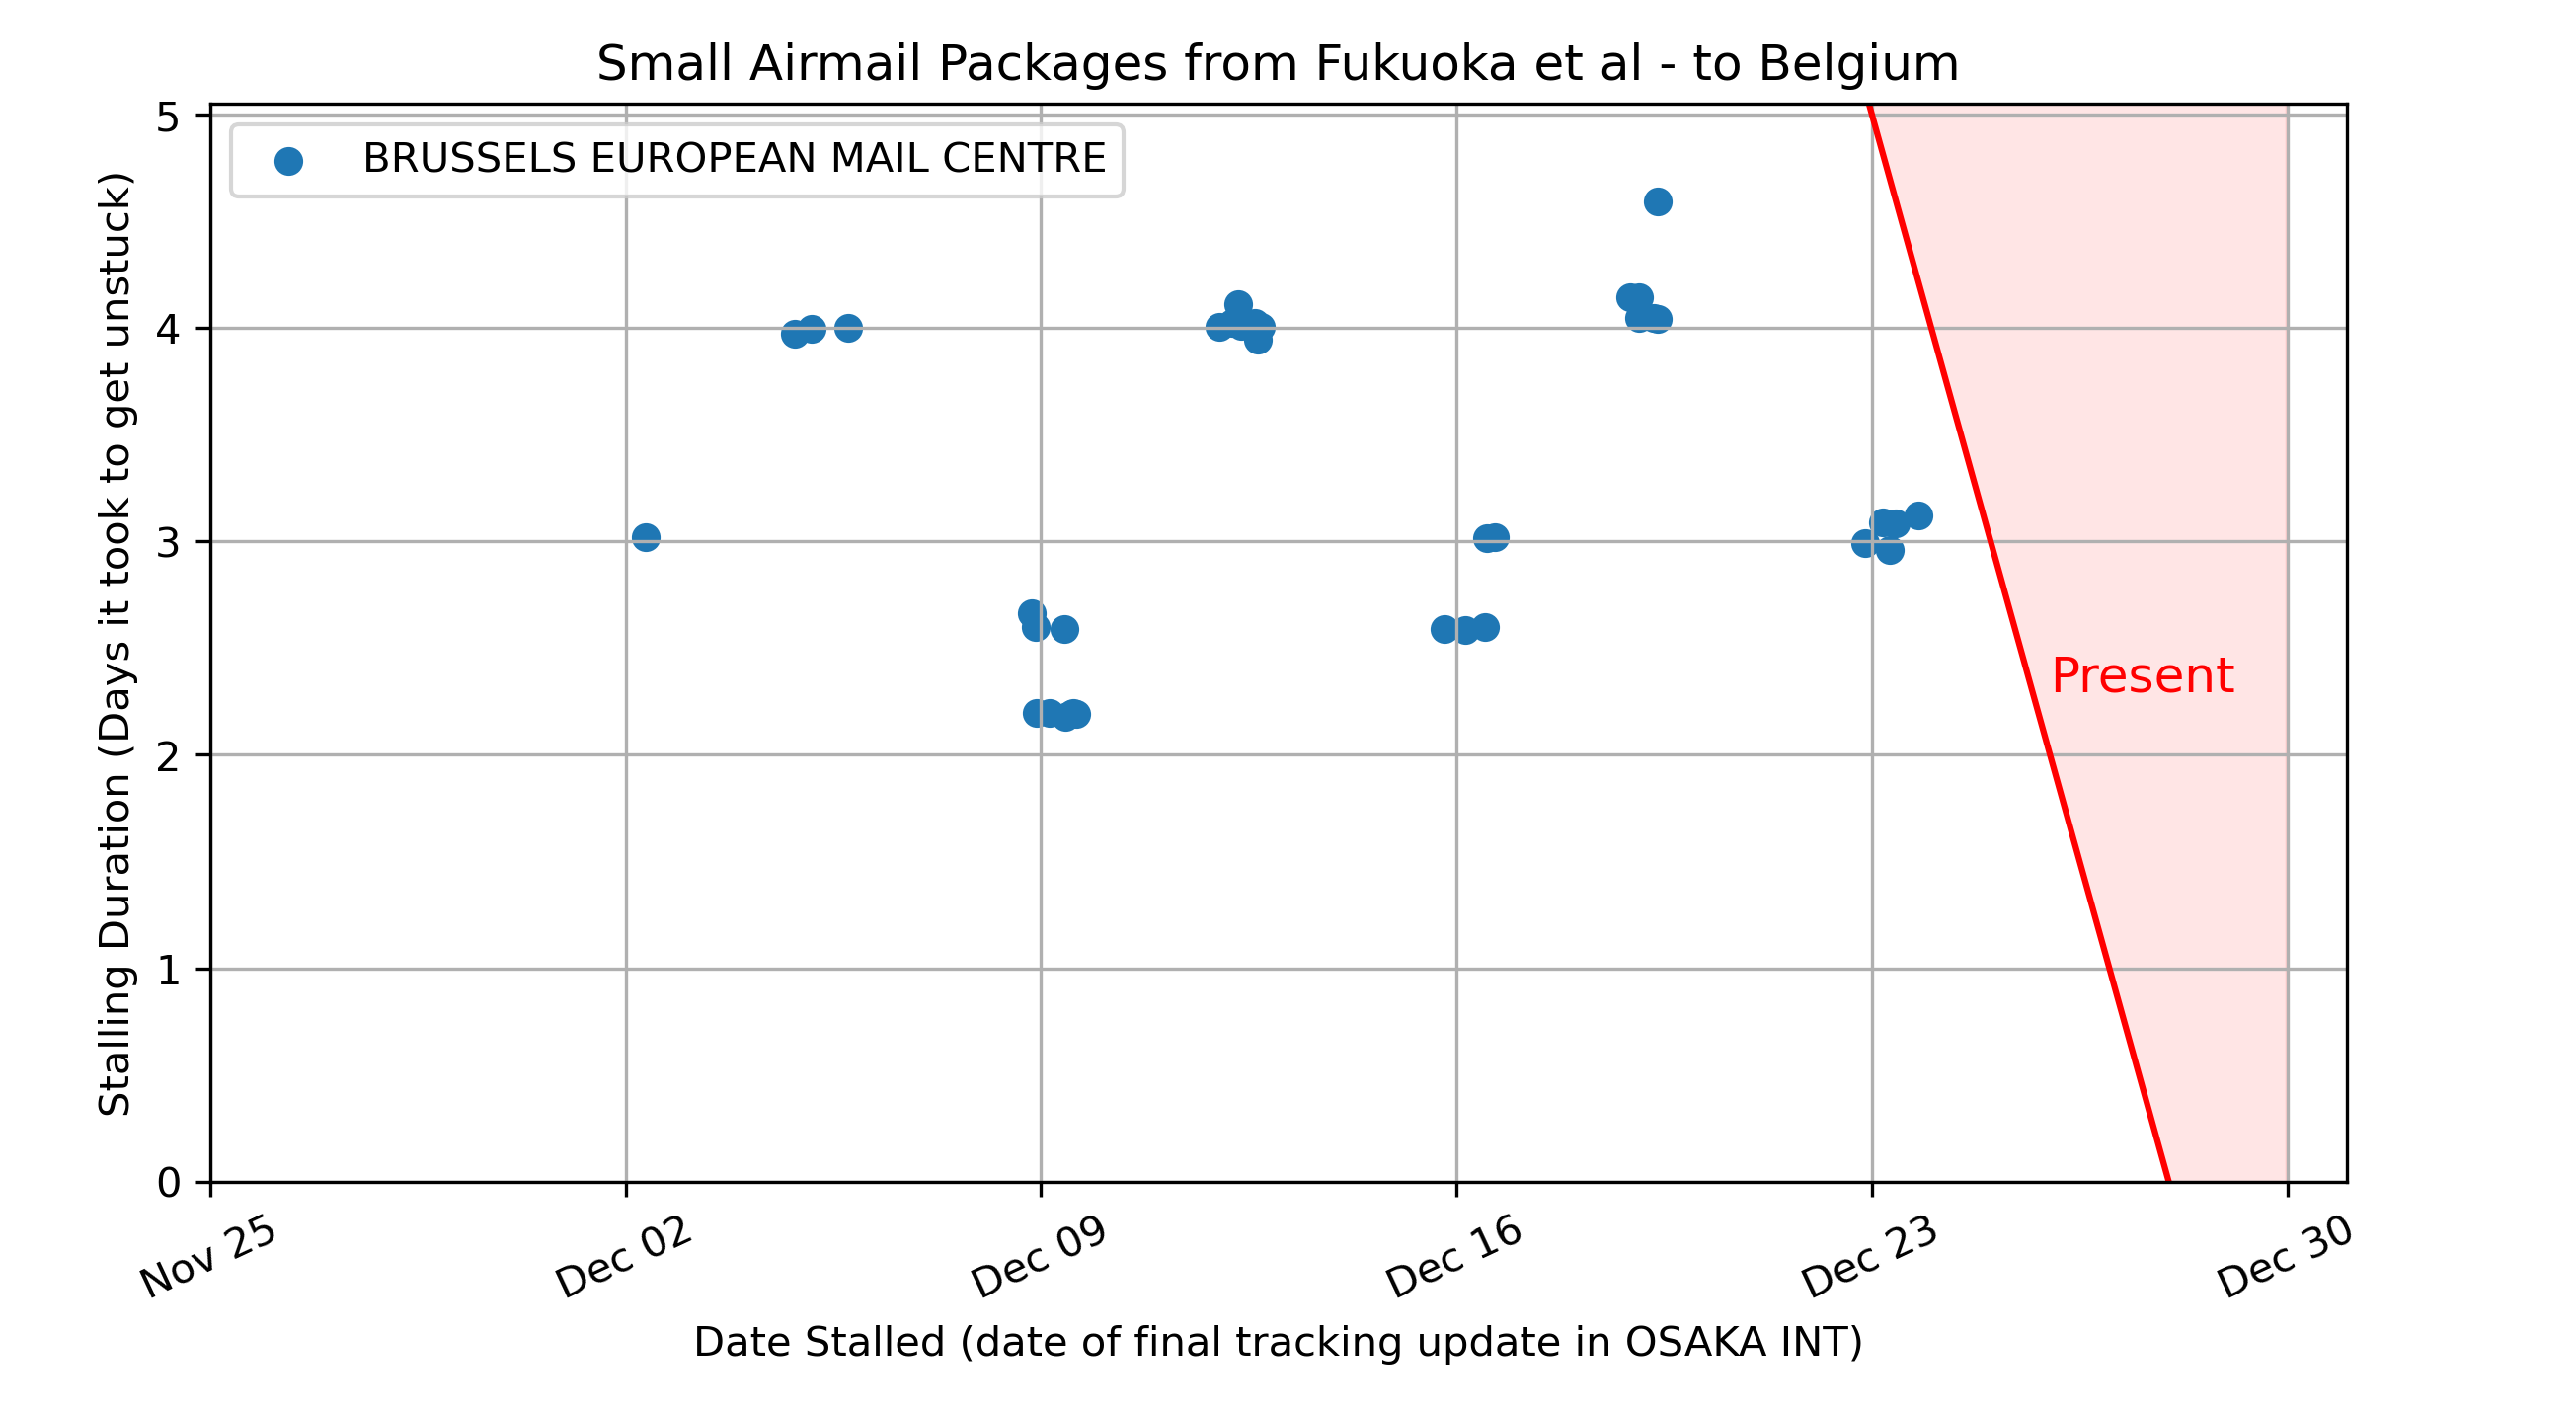 Small Airmail Packages from Fukuoka et al - to Belgium
BRUSSELS EUROPEAN MAIL CENTRE
Stalling Duration (Days it took to get unstuck)
5
4
3
2
1
0
Present
Nov 25
Dec 02
Dec 09
Dec 16
Dec 23
Dec 30
Date Stalled (date of final tracking update in OSAKA INT)